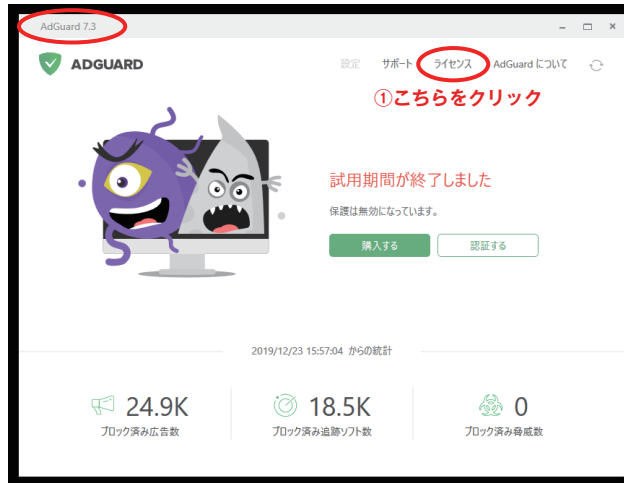 AdGuard 7.3
ADGUARD
設定 サポート ライセンス AdGuard について
①こちらをクリック
試用期間が終了しました
保護は無効になっています。
購入する 認証する
2019/12/23 15:57:04 からの統計
24.9K 18.5K 0
ブロック済み広告数 ブロック済み追跡ソフト数 ブロック済み脅威数